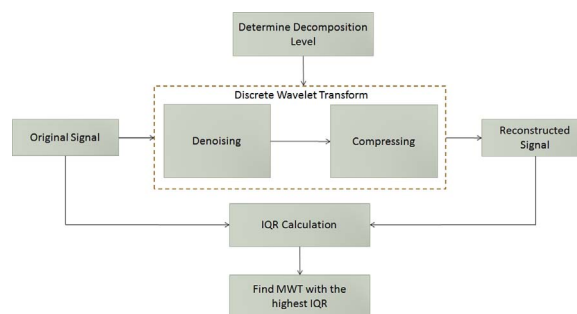 Determine Decomposition
Level
Discrete Wavelet Transform
Original Signal
Denoising
Compressing
Reconstructed
Signal
IQR Calculation
Find MWT with the
highest IQR